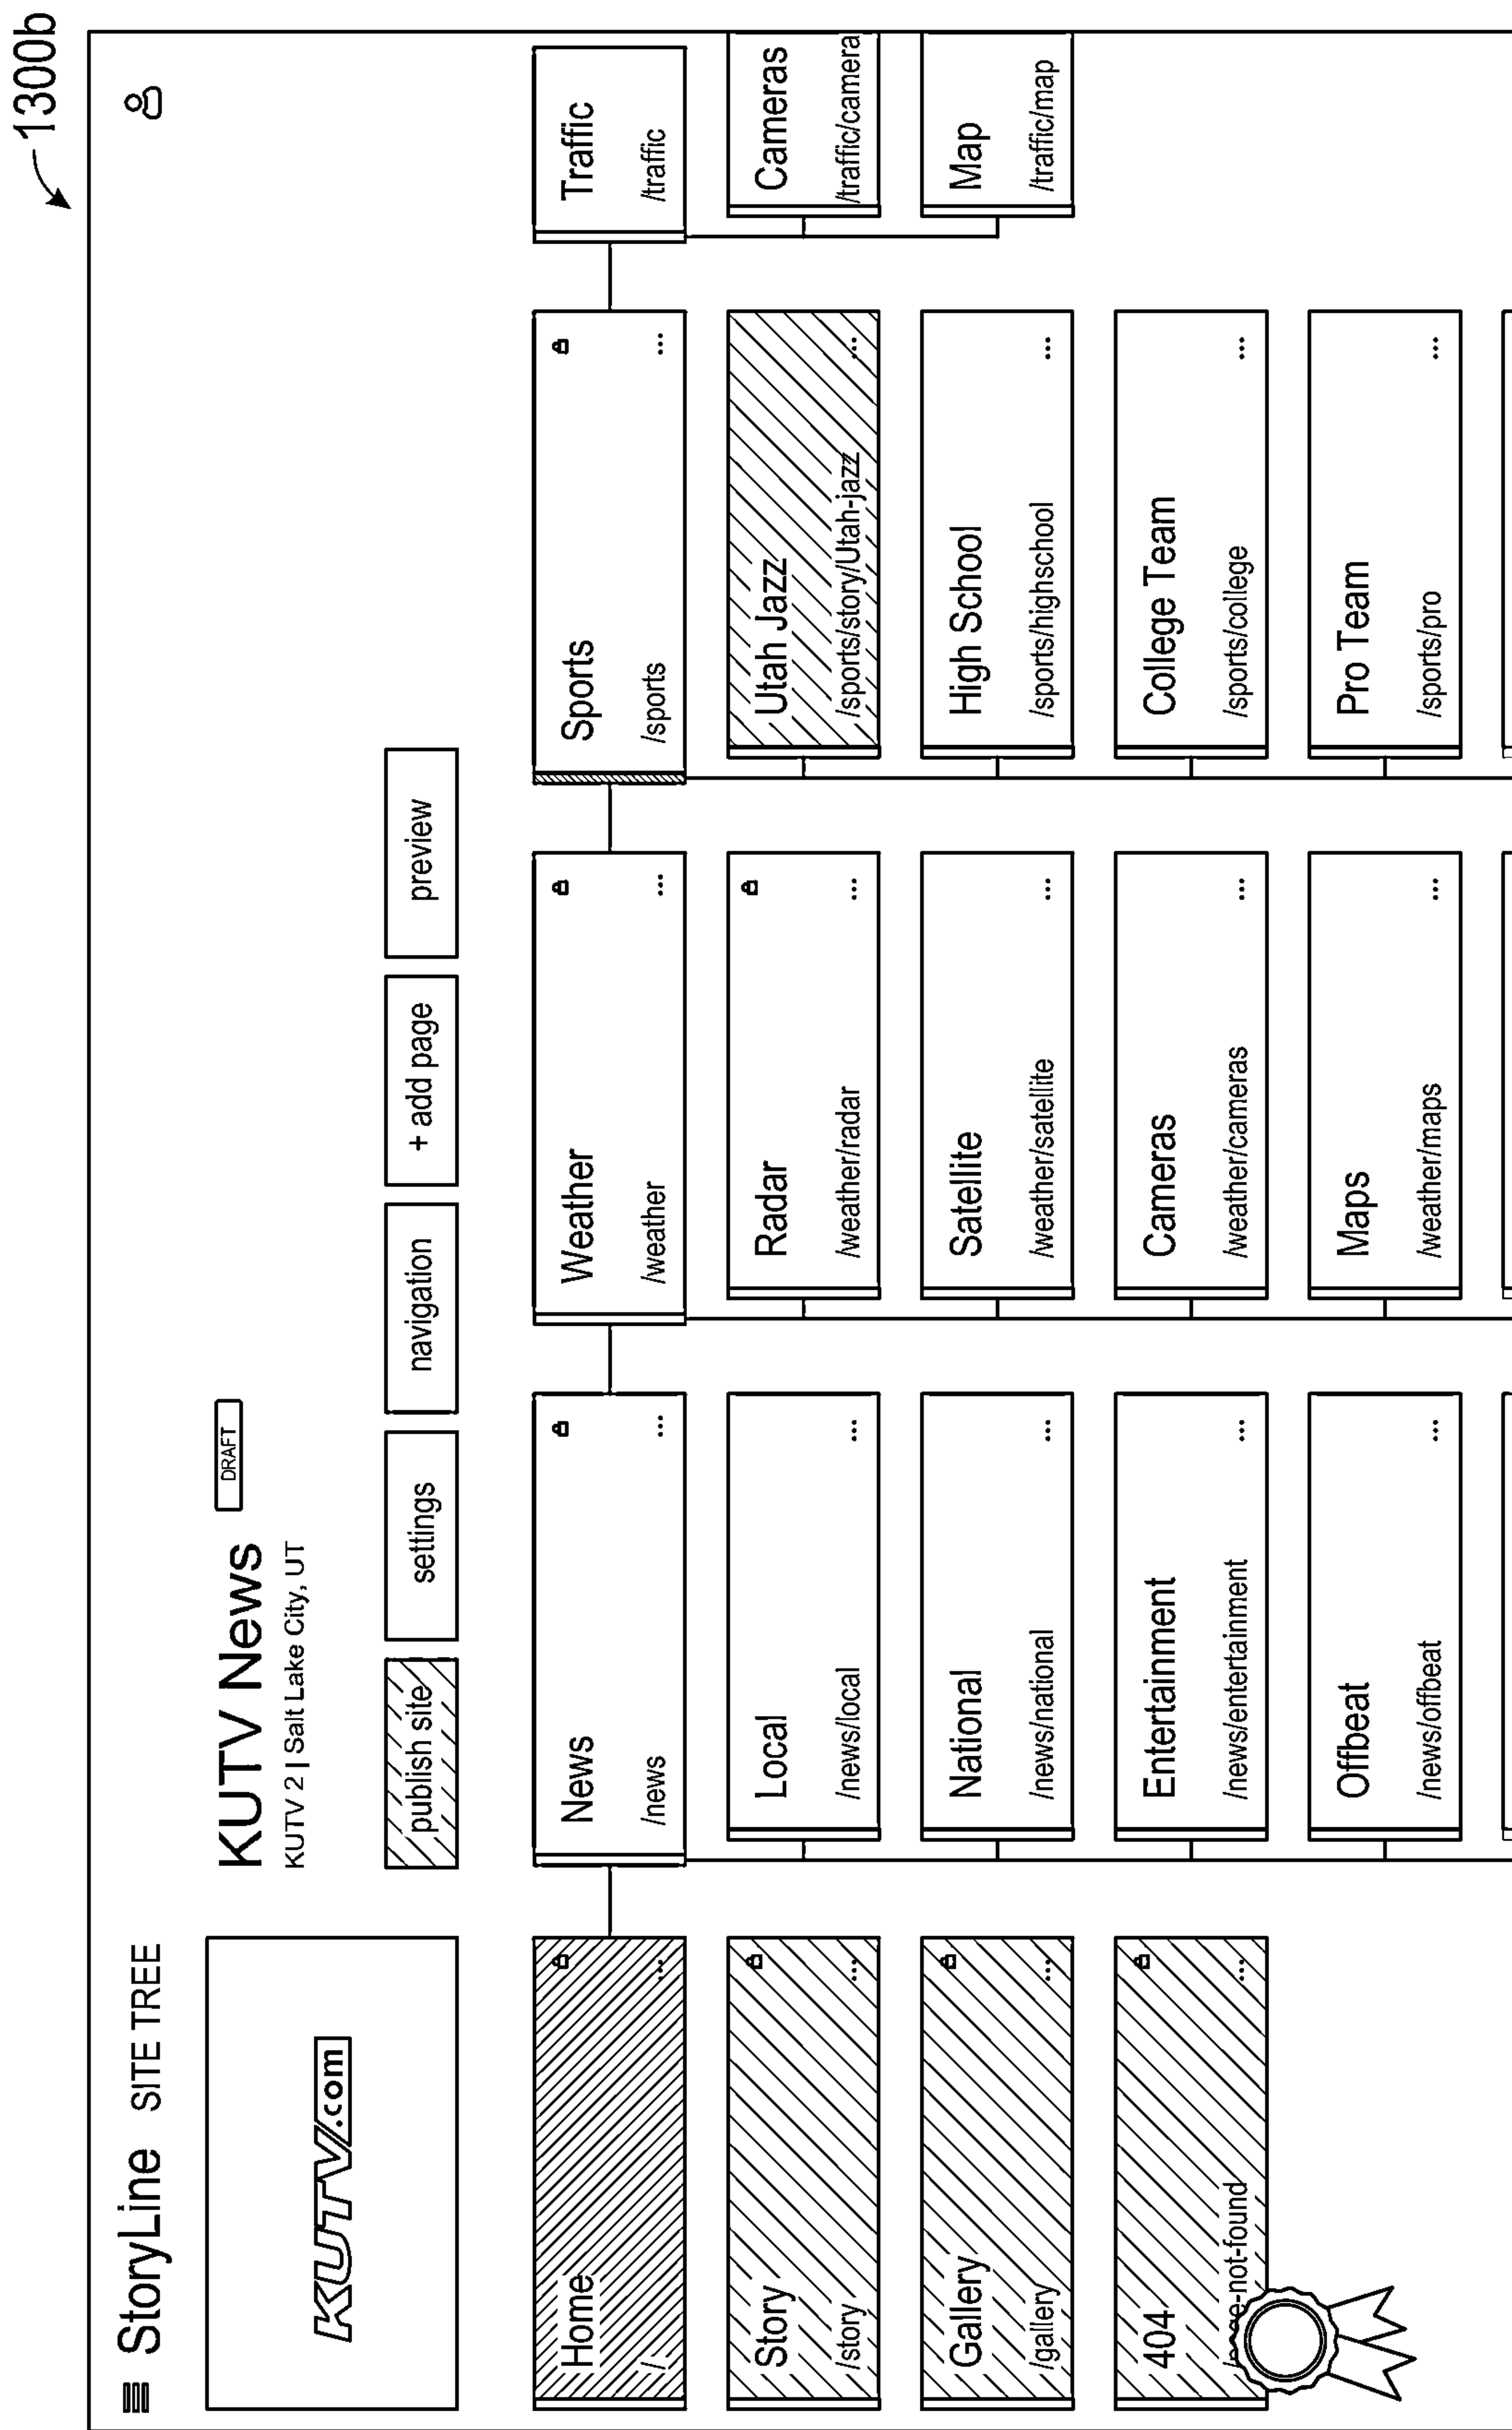 1300b
StoryLine SITE TREE
KUTV.com
KUTV News DRAFT
KUTV 2 | Salt Lake City, UT
publish site
settings
navigation
+ add page
preview
Home
/
News
/news
Weather
/weather
Sports
/sports
Traffic
/traffic
Story
/story
Local
/news/local
Radar
/weather/radar
Utah Jazz
/sports/story/Utah-jazz
Cameras
/traffic/camera
Gallery
/gallery
National
/news/national
Satellite
/weather/satellite
High School
/sports/highschool
Map
/traffic/map
404
Entertainment
/news/entertainment
Cameras
/weather/cameras
College Team
/sports/college
Offbeat
/news/offbeat
Maps
/weather/maps
Pro Team
/sports/pro